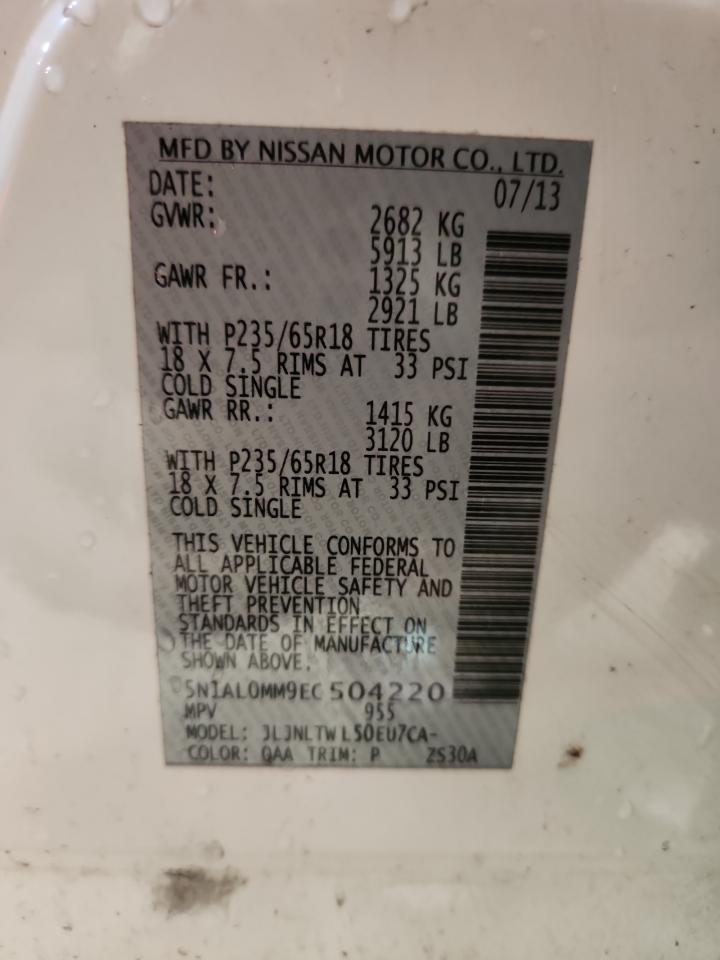 MFD BY NISSAN MOTOR CO., LTD.
DATE: 07/13
GVWR: 2682 KG
5913 LB
GAWR FR.: 1325 KG
2921 LB
WITH P235/65R18 TIRES
18 X 7.5 RIMS AT 33 PSI
COLD SINGLE
GAWR RR.: 1415 KG
3120 LB
WITH P235/65R18 TIRES
18 X 7.5 RIMS AT 33 PSI
COLD SINGLE
THIS VEHICLE CONFORMS TO
ALL APPLICABLE FEDERAL
MOTOR VEHICLE SAFETY AND
THEFT PREVENTION
STANDARDS IN EFFECT ON
THE DATE OF MANUFACTURE
SHOWN ABOVE.
5N1AL0MM9EC504220
MPV 955
MODEL: JLJNLTWL50EU7CA-
COLOR: QAA TRIM: P ZS30A